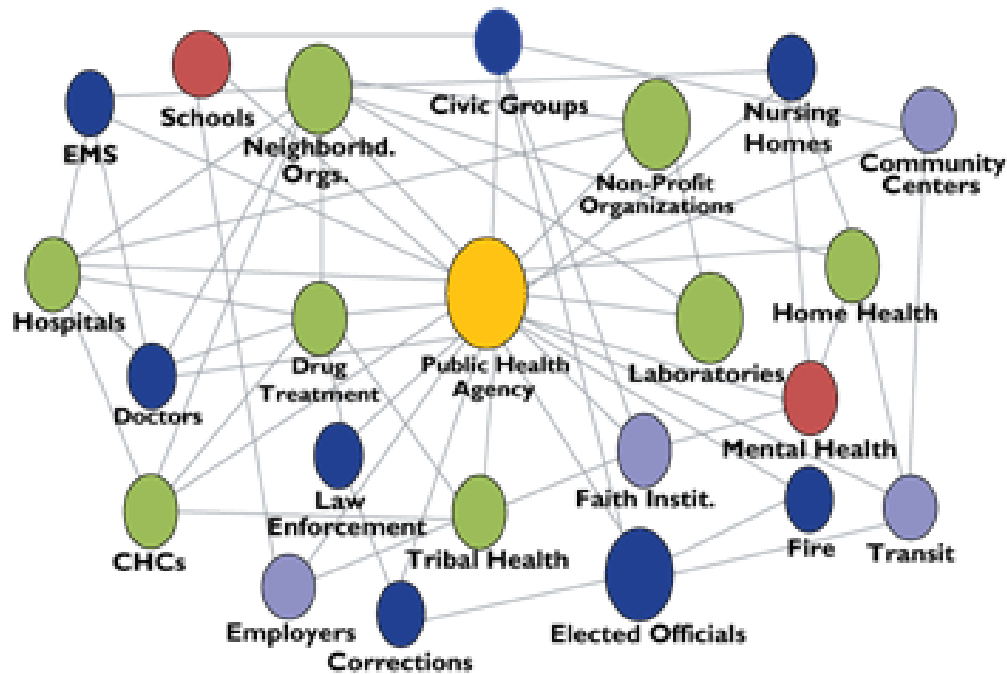 Schools
Civic Groups
Nursing
Homes
EMS
Neighborhd.
Orgs.
Non-Profit
Organizations
Community
Centers
Hospitals
Drug
Treatment
Public Health
Agency
Laboratories
Home Health
Doctors
Law
Enforcement
Faith Instit.
Mental Health
CHCs
Tribal Health
Fire
Transit
Employers
Corrections
Elected Officials